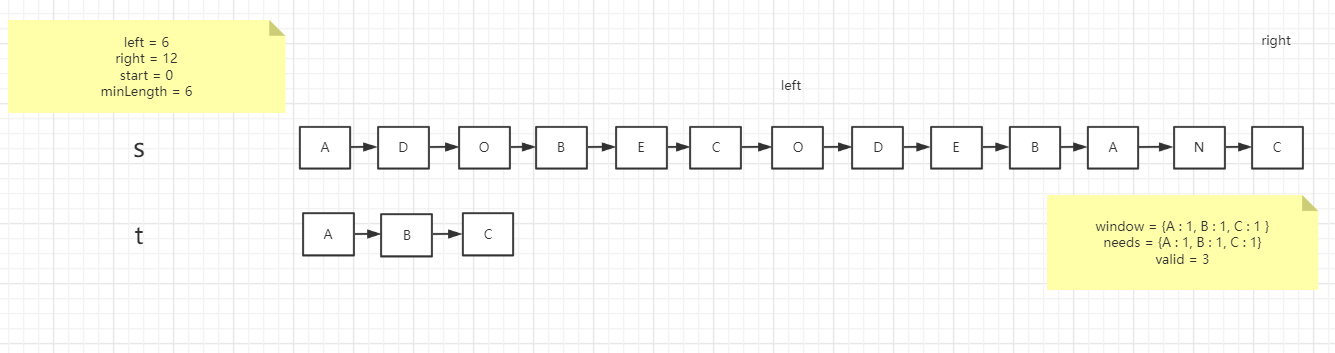 left = 6
right = 12
start = 0
minLength = 6
right
left
s
A D O B E C O D E B A N C
t
A B C
window = {A : 1, B : 1, C : 1 }
needs = {A : 1, B : 1, C : 1}
valid = 3